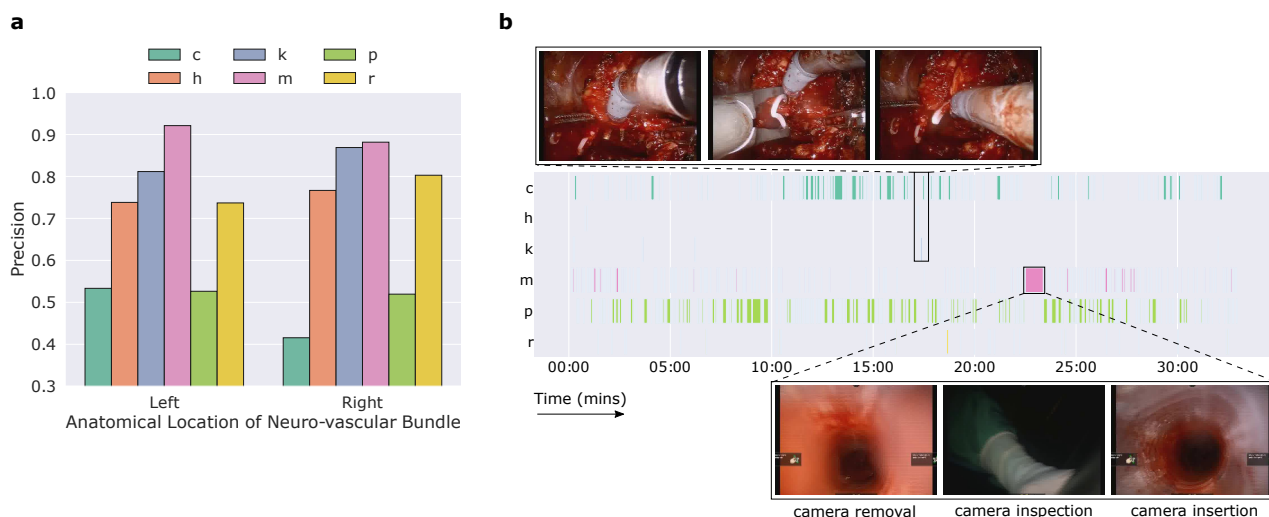 a
c k p
h m r
1.0
0.9
0.8
0.7
0.6
0.5
0.4
0.3
Precision
Left Right
Anatomical Location of Neuro-vascular Bundle
b
c
h
k
m
p
r
00:00 05:00 10:00 15:00 20:00 25:00 30:00
Time (mins)
camera removal camera inspection camera insertion